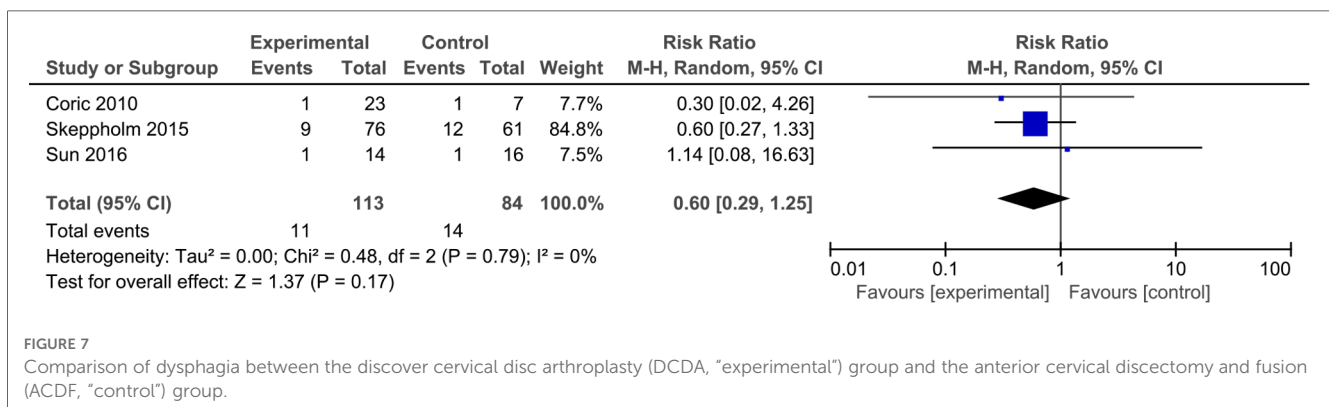 Experimental Control Risk Ratio Risk Ratio
Study or Subgroup Events Total Events Total Weight M-H, Random, 95% CI M-H, Random, 95% CI
Coric 2010 1 23 1 7 7.7% 0.30 [0.02, 4.26]
Skeppholm 2015 9 76 12 61 84.8% 0.60 [0.27, 1.33]
Sun 2016 1 14 1 16 7.5% 1.14 [0.08, 16.63]
Total (95% CI) 113 84 100.0% 0.60 [0.29, 1.25]
Total events 11 14
Heterogeneity: Tau² = 0.00; Chi² = 0.48, df = 2 (P = 0.79); I² = 0%
Test for overall effect: Z = 1.37 (P = 0.17)
0.01 0.1 1 10 100
Favours [experimental] Favours [control]
FIGURE 7
Comparison of dysphagia between the discover cervical disc arthroplasty (DCDA, “experimental”) group and the anterior cervical discectomy and fusion
(ACDF, “control”) group.